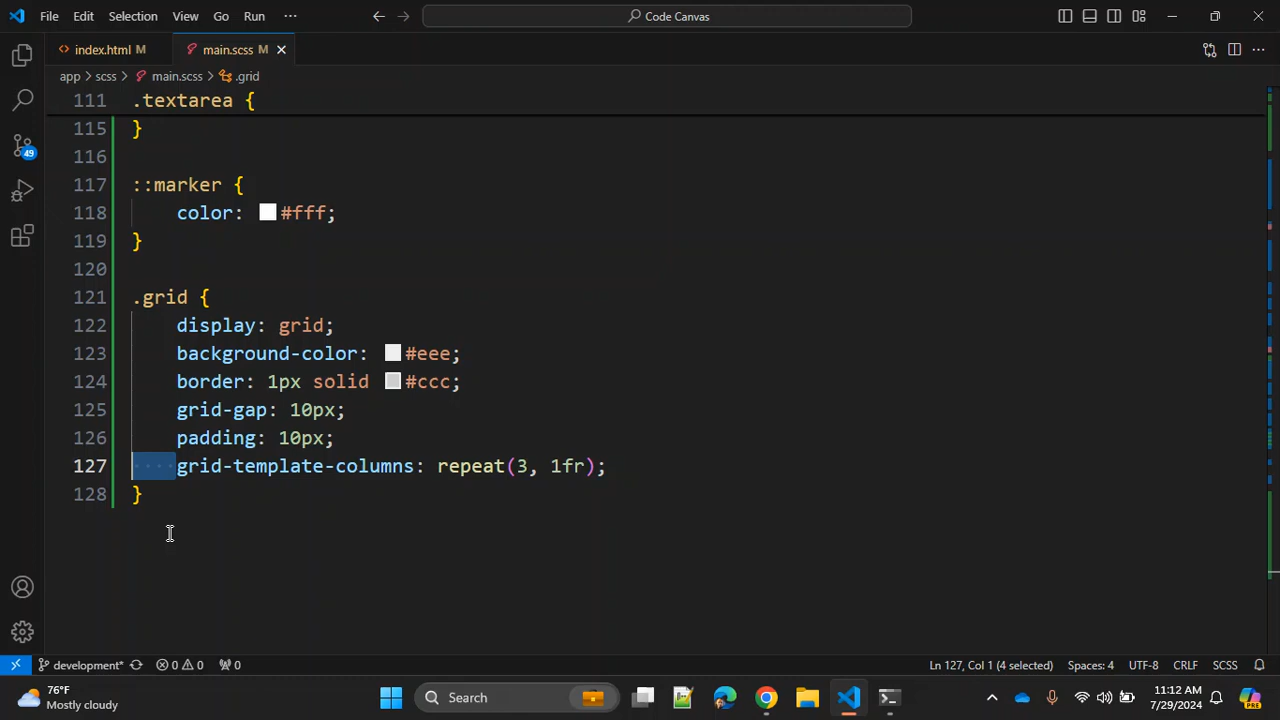 File Edit Selection View Go Run ··· Code Canvas
index.html M main.scss M
app > scss > main.scss > .grid
111 .textarea {
115 }
116
117 ::marker {
118 color: #fff;
119 }
120
121 .grid {
122 display: grid;
123 background-color: #eee;
124 border: 1px solid #ccc;
125 grid-gap: 10px;
126 padding: 10px;
127 grid-template-columns: repeat(3, 1fr);
128 }
49
development* 0 0 0 Ln 127, Col 1 (4 selected) Spaces: 4 UTF-8 CRLF SCSS
76°F
Mostly cloudy
Search
11:12 AM
7/29/2024
PRE